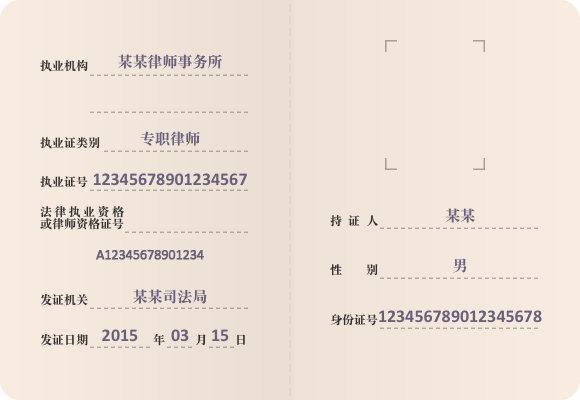 执业机构 某某律师事务所
执业证类别 专职律师
执业证号 12345678901234567
法律执业资格
或律师资格证号
A12345678901234
发证机关 某某司法局
发证日期 2015 年 03 月 15 日
持证人 某某
性别 男
身份证号 123456789012345678